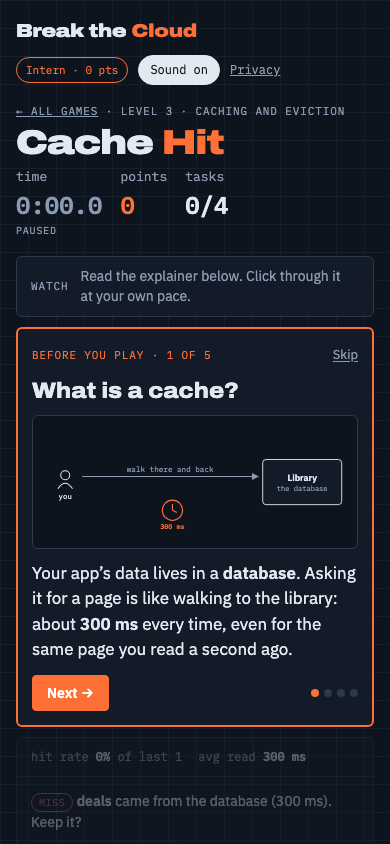 Break the Cloud
Intern · 0 pts
Sound on
Privacy
← ALL GAMES · LEVEL 3 · CACHING AND EVICTION
Cache Hit
time points tasks
0:00.0 0 0/4
PAUSED
WATCH
Read the explainer below. Click through it
at your own pace.
BEFORE YOU PLAY · 1 OF 5
Skip
What is a cache?
walk there and back
you
Library
the database
300 ms
Your app’s data lives in a database. Asking
it for a page is like walking to the library:
about 300 ms every time, even for the
same page you read a second ago.
Next →
hit rate 0% of last 1 avg read 300 ms
MISS deals came from the database (300 ms).
Keep it?